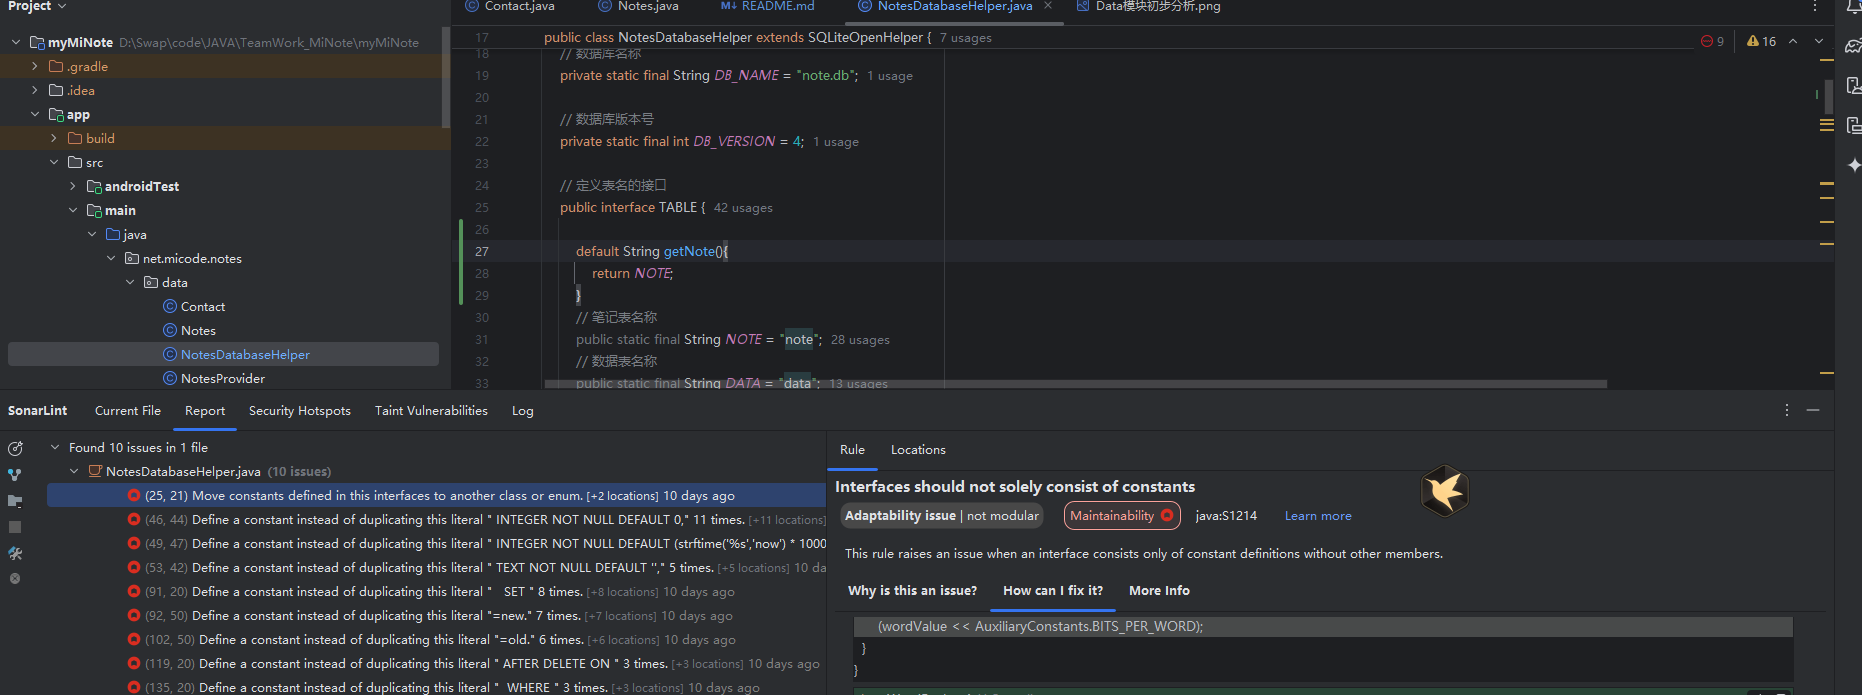 Project
Contact.java
Notes.java
M↓ README.md
NotesDatabaseHelper.java
Data模块初步分析.png
myMiNote D:\Swap\code\JAVA\TeamWork_MiNote\myMiNote
.gradle
.idea
app
build
src
androidTest
main
java
net.micode.notes
data
Contact
Notes
NotesDatabaseHelper
NotesProvider
17 public class NotesDatabaseHelper extends SQLiteOpenHelper { 7 usages
9 16
18 // 数据库名称
19 private static final String DB_NAME = "note.db"; 1 usage
20
21 // 数据库版本号
22 private static final int DB_VERSION = 4; 1 usage
23
24 // 定义表名的接口
25 public interface TABLE { 42 usages
26
27 default String getNote(){
28 return NOTE;
29 }
30 // 笔记表名称
31 public static final String NOTE = "note"; 28 usages
32 // 数据表名称
33 public static final String DATA = "data"; 13 usages
SonarLint Current File Report Security Hotspots Taint Vulnerabilities Log
Found 10 issues in 1 file
NotesDatabaseHelper.java (10 issues)
(25, 21) Move constants defined in this interfaces to another class or enum. [+2 locations] 10 days ago
(46, 44) Define a constant instead of duplicating this literal " INTEGER NOT NULL DEFAULT 0," 11 times. [+11 locations]
(49, 47) Define a constant instead of duplicating this literal " INTEGER NOT NULL DEFAULT (strftime('%s','now') * 1000
(53, 42) Define a constant instead of duplicating this literal " TEXT NOT NULL DEFAULT ''," 5 times. [+5 locations] 10 da
(91, 20) Define a constant instead of duplicating this literal "   SET " 8 times. [+8 locations] 10 days ago
(92, 50) Define a constant instead of duplicating this literal "=new." 7 times. [+7 locations] 10 days ago
(102, 50) Define a constant instead of duplicating this literal "=old." 6 times. [+6 locations] 10 days ago
(119, 20) Define a constant instead of duplicating this literal " AFTER DELETE ON " 3 times. [+3 locations] 10 days ago
(135, 20) Define a constant instead of duplicating this literal "  WHERE " 3 times. [+3 locations] 10 days ago
Rule Locations
Interfaces should not solely consist of constants
Adaptability issue | not modular Maintainability java:S1214 Learn more
This rule raises an issue when an interface consists only of constant definitions without other members.
Why is this an issue? How can I fix it? More Info
(wordValue << AuxiliaryConstants.BITS_PER_WORD);
}
}